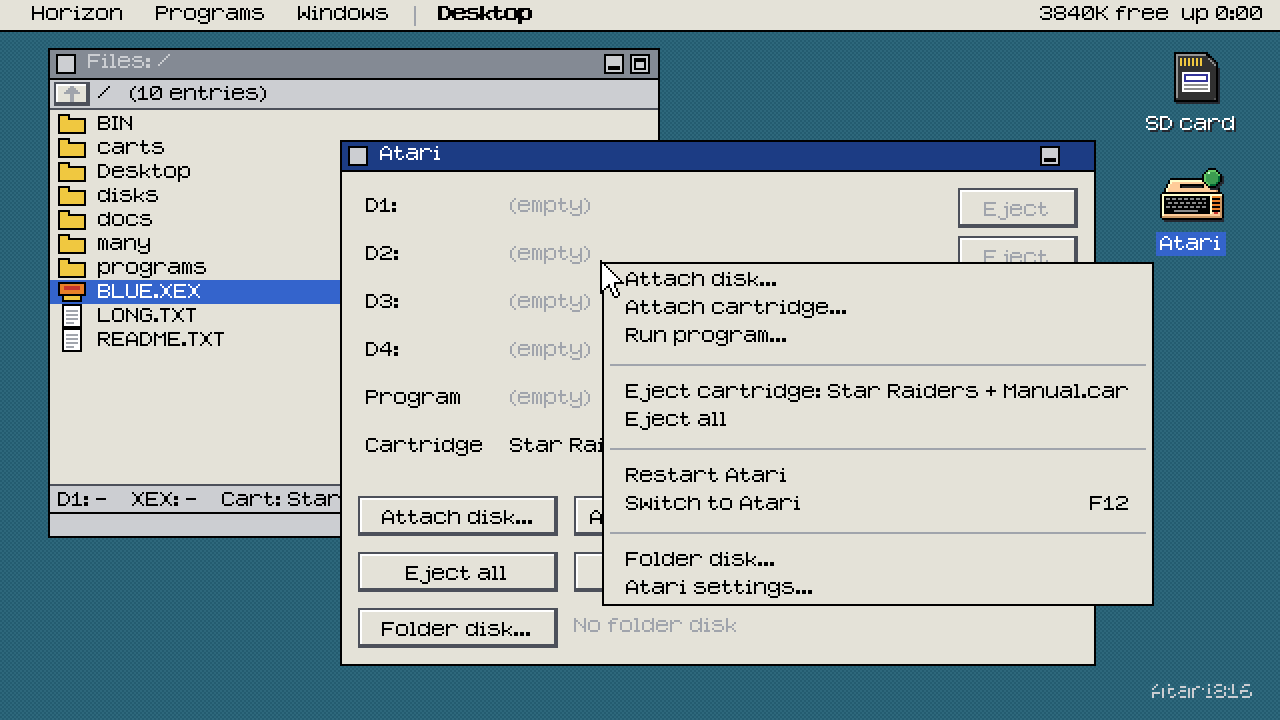 Horizon Programs Windows | Desktop 3840K free up 0:00
Files: /
/ (10 entries)
BIN
carts
Desktop
disks
docs
many
programs
BLUE.XEX
LONG.TXT
README.TXT
D1: - XEX: - Cart: Star
Atari
D1: (empty) Eject
D2: (empty) Eject
D3: (empty)
D4: (empty)
Program (empty)
Cartridge Star Rai
Attach disk... A
Eject all
Folder disk... No folder disk
Attach disk...
Attach cartridge...
Run program...
Eject cartridge: Star Raiders + Manual.car
Eject all
Restart Atari
Switch to Atari F12
Folder disk...
Atari settings...
SD card
Atari
Atari816